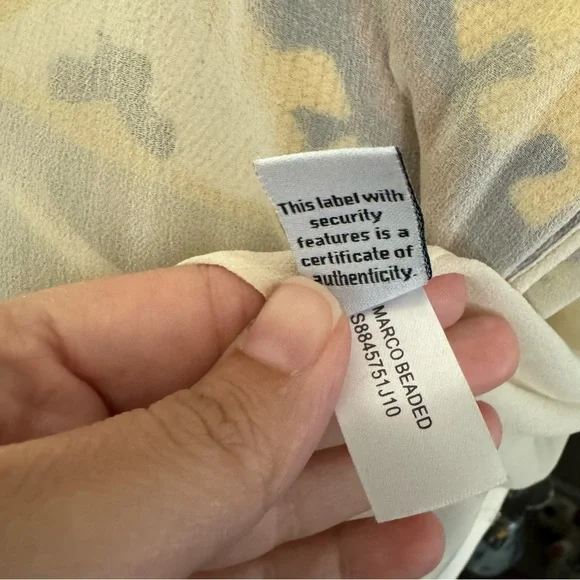 This label with
security
features is a
certificate of
authenticity.
MARCO BEADED
S8845751J10